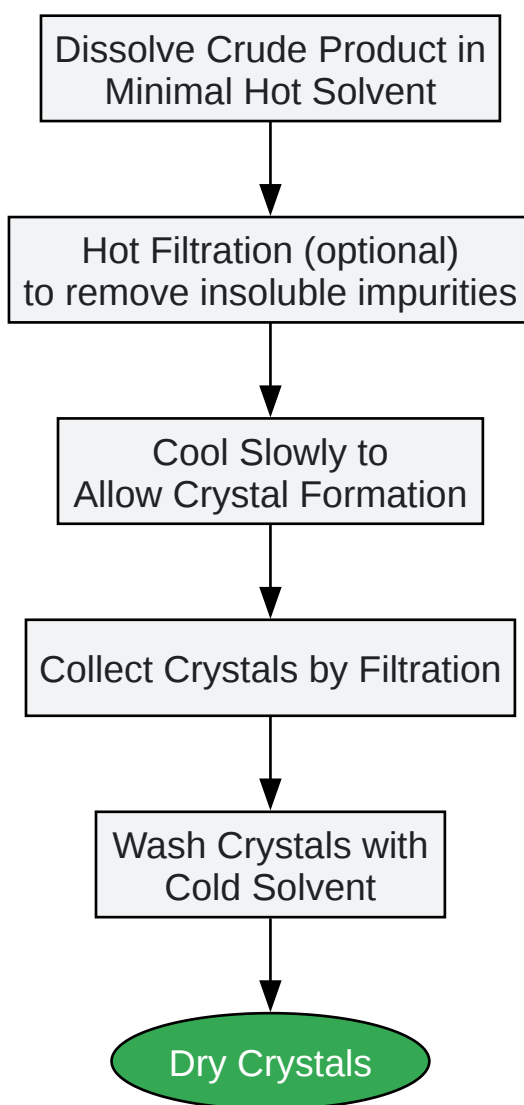 Dissolve Crude Product in
Minimal Hot Solvent
Hot Filtration (optional)
to remove insoluble impurities
Cool Slowly to
Allow Crystal Formation
Collect Crystals by Filtration
Wash Crystals with
Cold Solvent
Dry Crystals